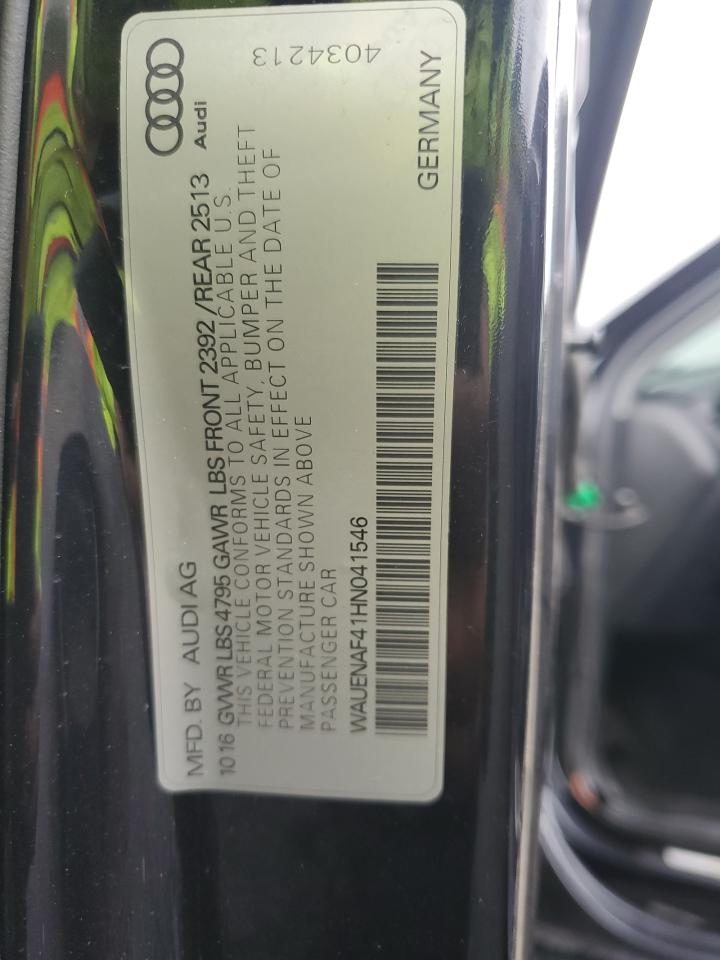 MFD. BY AUDI AG
10 16 GVWR LBS 4795 GAWR LBS FRONT 2392 /REAR 2513
THIS VEHICLE CONFORMS TO ALL APPLICABLE U.S.
FEDERAL MOTOR VEHICLE SAFETY, BUMPER AND THEFT
PREVENTION STANDARDS IN EFFECT ON THE DATE OF
MANUFACTURE SHOWN ABOVE
PASSENGER CAR
WAUENAF41HN041546
Audi
4034213
GERMANY